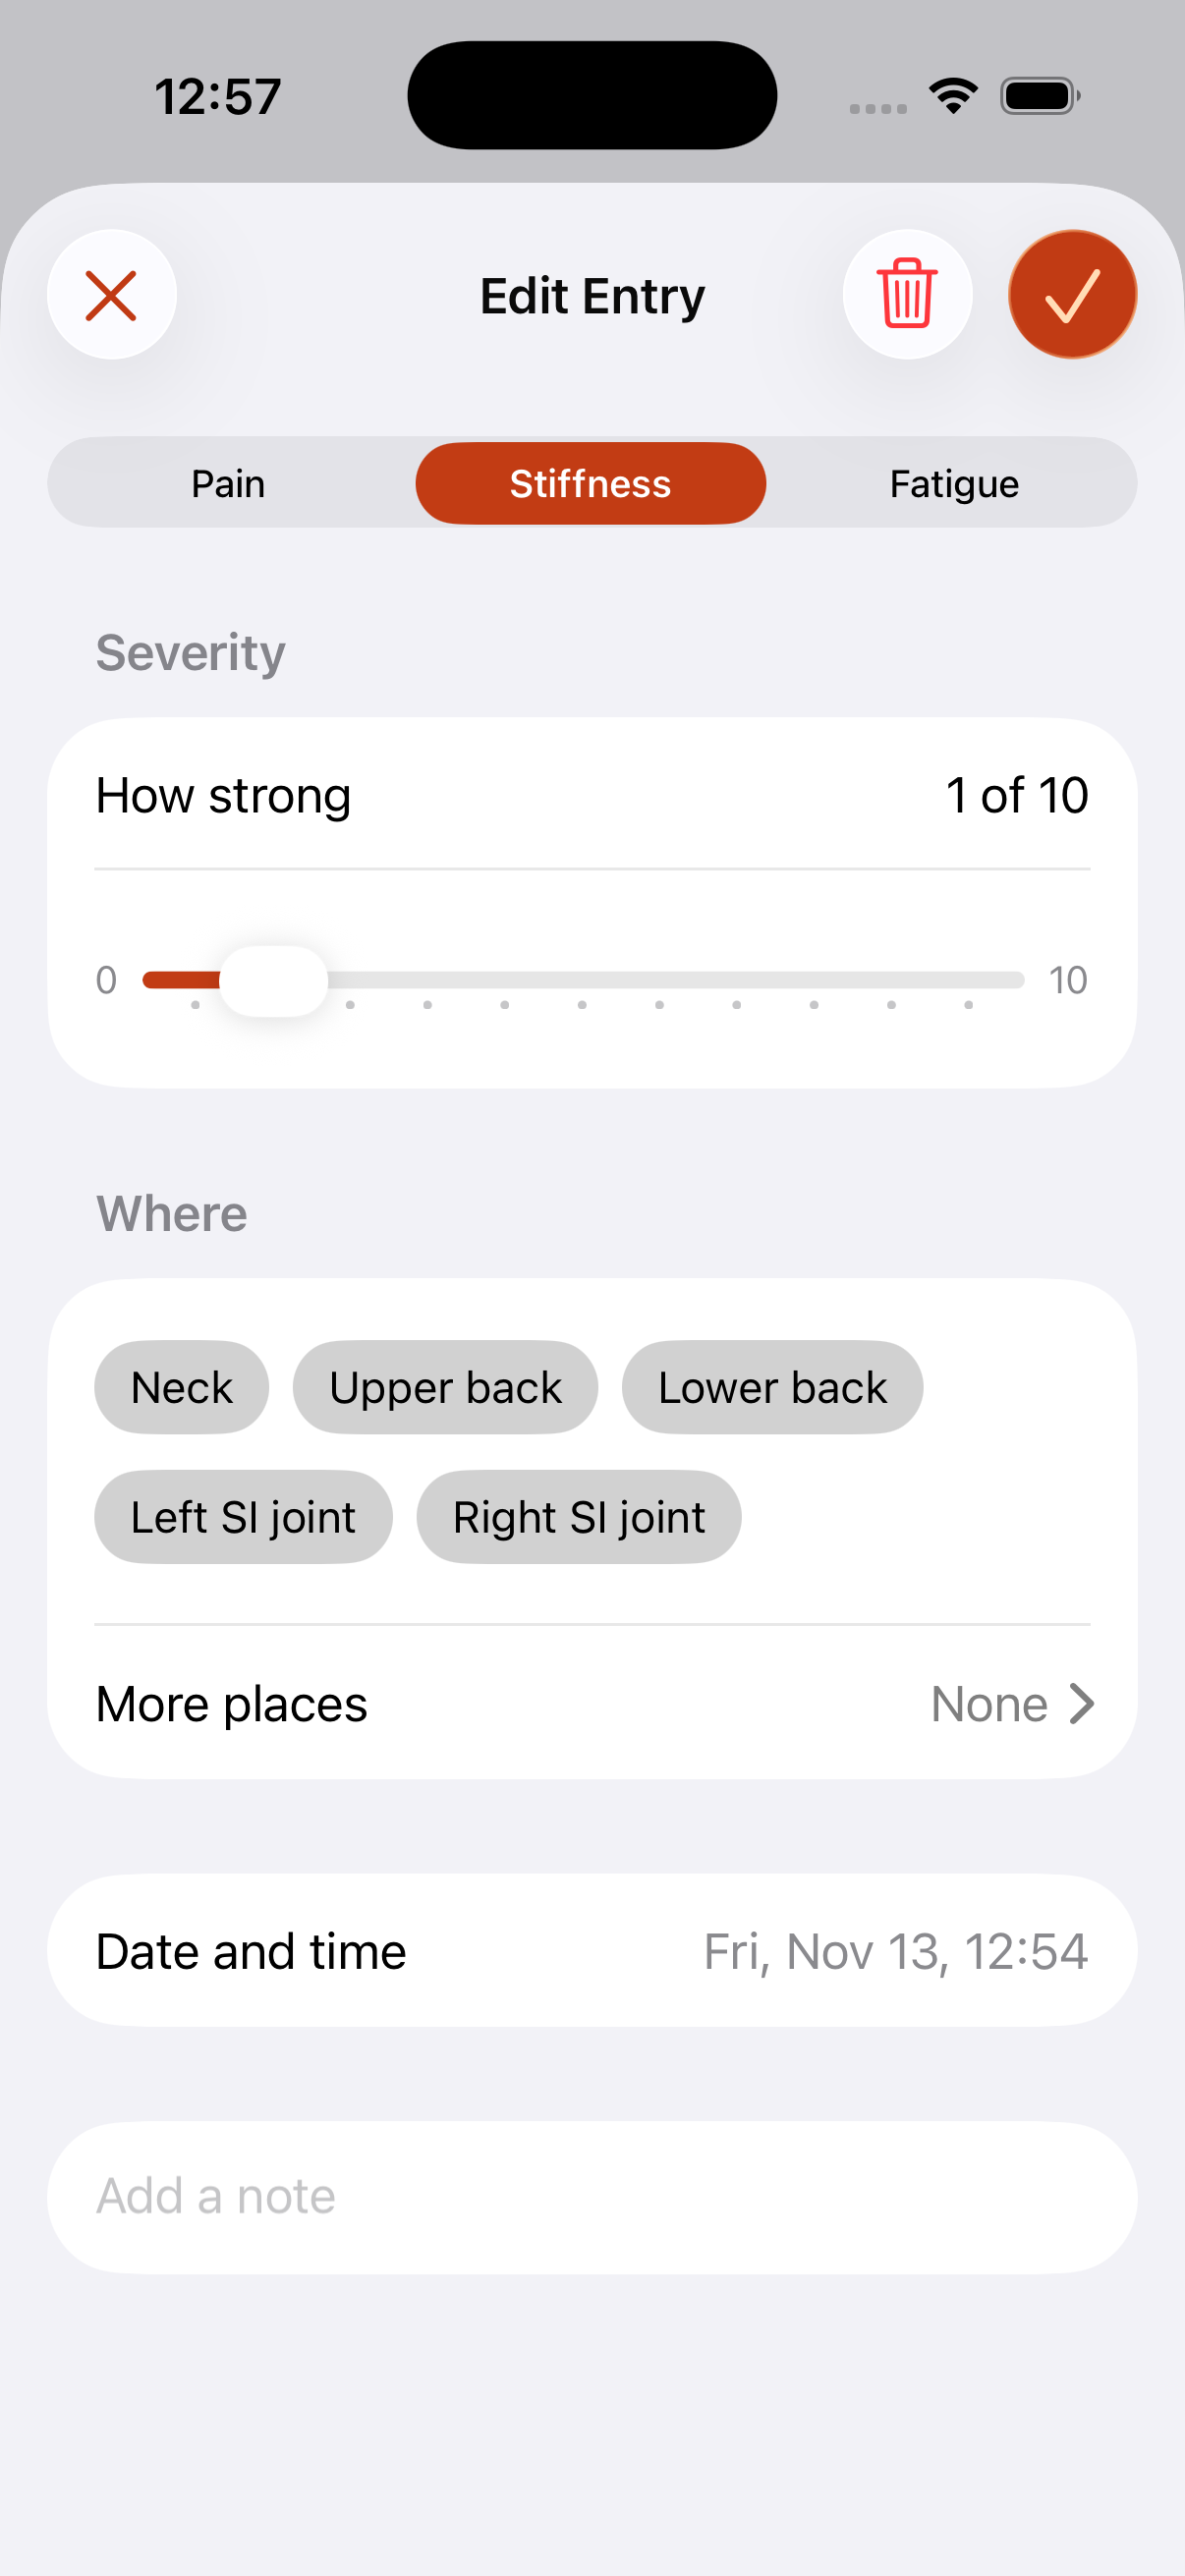 12:57
Edit Entry
Pain Stiffness Fatigue
Severity
How strong 1 of 10
0 10
Where
Neck Upper back Lower back
Left SI joint Right SI joint
More places None
Date and time Fri, Nov 13, 12:54
Add a note